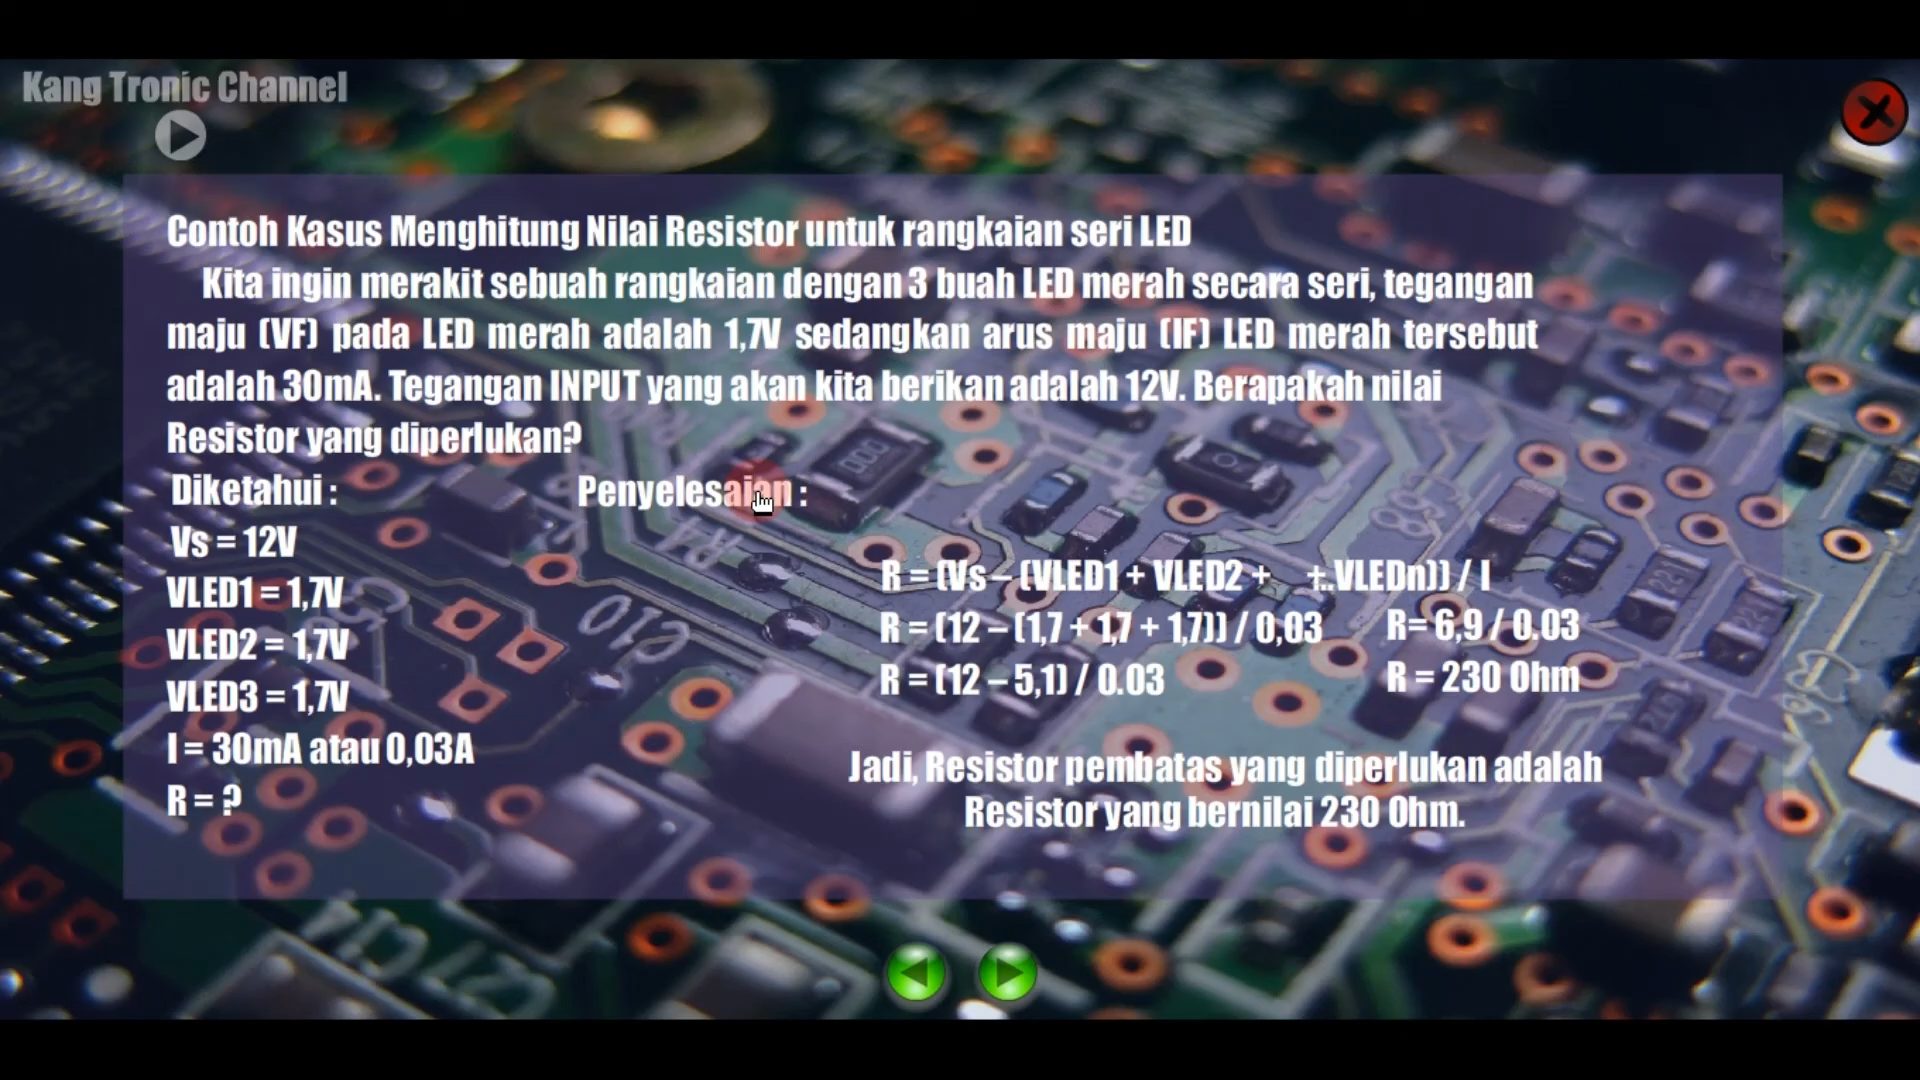 Kang Tronic Channel
Contoh Kasus Menghitung Nilai Resistor untuk rangkaian seri LED
Kita ingin merakit sebuah rangkaian dengan 3 buah LED merah secara seri, tegangan
maju (VF) pada LED merah adalah 1,7V sedangkan arus maju (IF) LED merah tersebut
adalah 30mA. Tegangan INPUT yang akan kita berikan adalah 12V. Berapakah nilai
Resistor yang diperlukan?
Diketahui :
Vs = 12V
VLED1 = 1,7V
VLED2 = 1,7V
VLED3 = 1,7V
I = 30mA atau 0,03A
R = ?
Penyelesaian :
R = (Vs – (VLED1 + VLED2 + +..VLEDn)) / I
R = (12 – (1,7 + 1,7 + 1,7)) / 0,03
R = (12 – 5,1) / 0.03
R= 6,9 / 0.03
R = 230 Ohm
Jadi, Resistor pembatas yang diperlukan adalah
Resistor yang bernilai 230 Ohm.
000
R4
C10
221